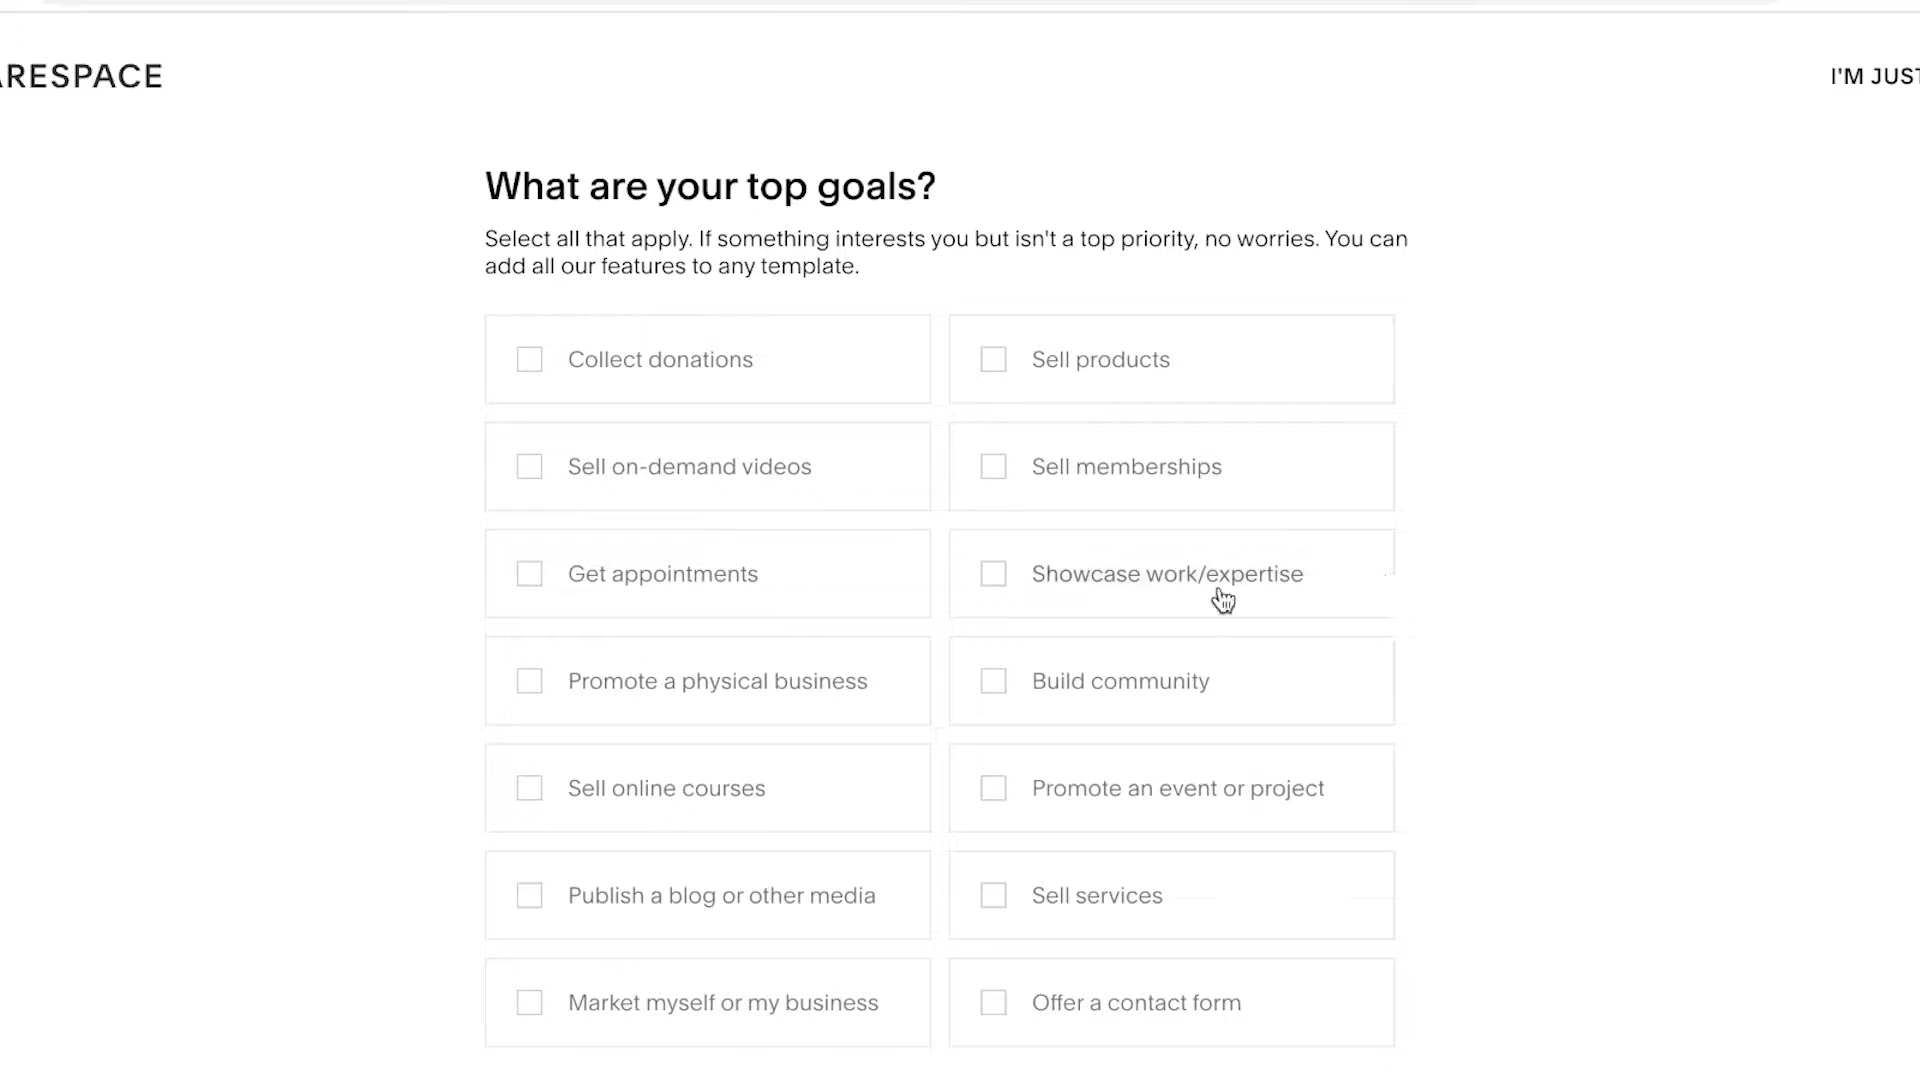 ARESPACE
I'M JUST
What are your top goals?
Select all that apply. If something interests you but isn't a top priority, no worries. You can
add all our features to any template.
Collect donations
Sell products
Sell on-demand videos
Sell memberships
Get appointments
Showcase work/expertise
Promote a physical business
Build community
Sell online courses
Promote an event or project
Publish a blog or other media
Sell services
Market myself or my business
Offer a contact form